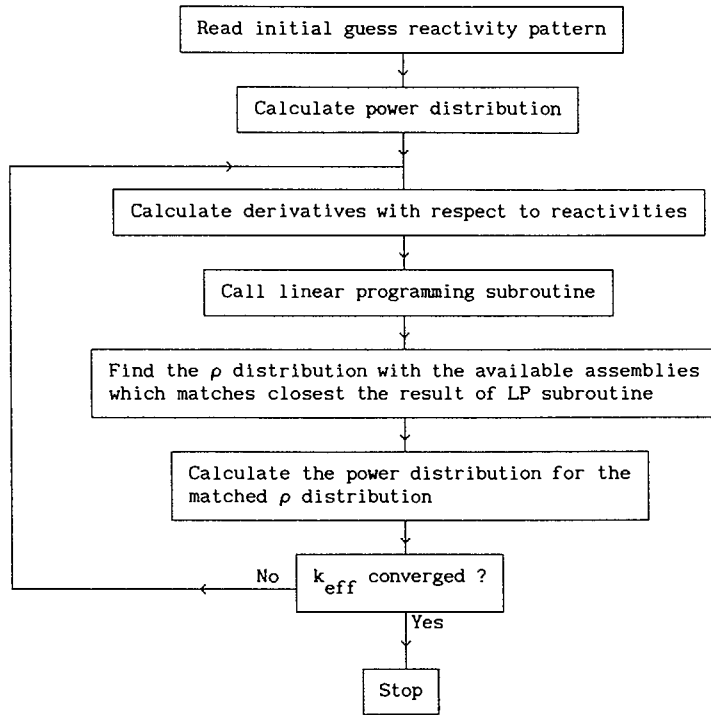 Read initial guess reactivity pattern
Calculate power distribution
Calculate derivatives with respect to reactivities
Call linear programming subroutine
Find the ρ distribution with the available assemblies
which matches closest the result of LP subroutine
Calculate the power distribution for the
matched ρ distribution
No
k_eff converged ?
Yes
Stop